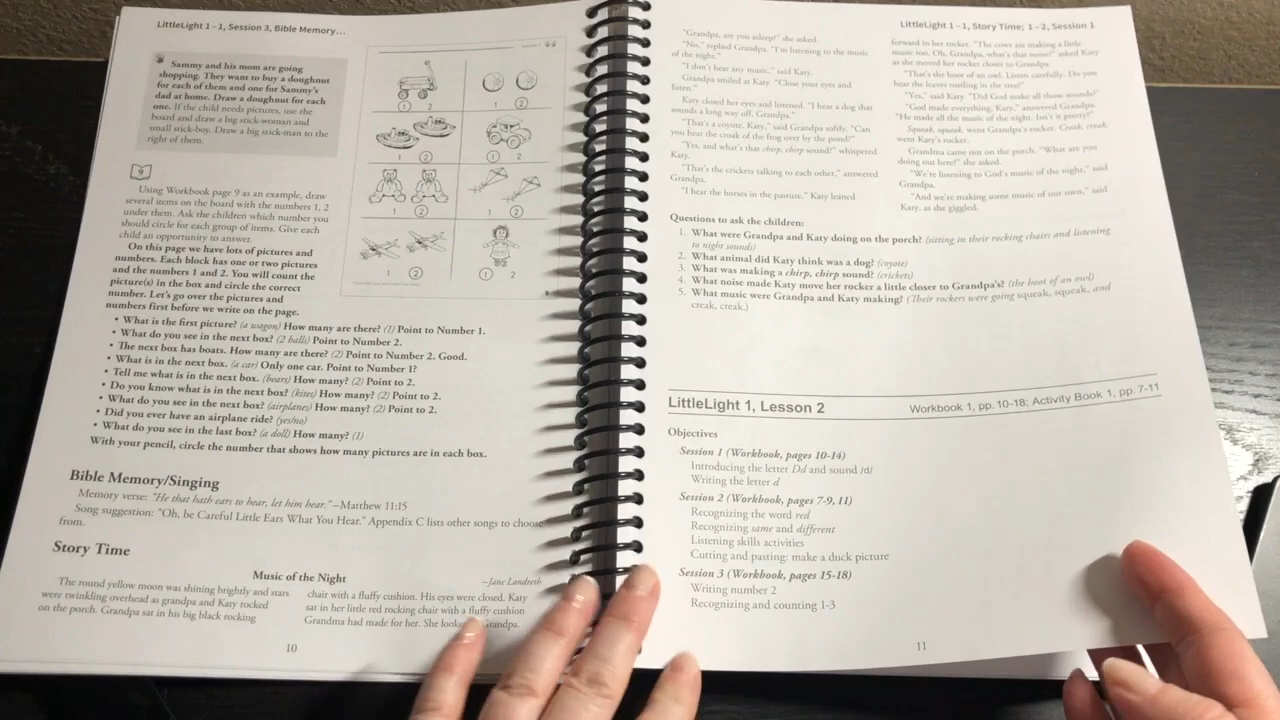 LittleLight 1-1, Session 3, Bible Memory…
Sammy and his mom are going
shopping. They want to buy a doughnut
for each of them and one for Sammy's
dad at home. Draw a doughnut for each
one. If the child needs pictures, use the
board and draw a big stick-woman and
small stick-boy. Draw a big stick-man to the
right of them.
9
Using Workbook page 9 as an example, draw
several items on the board with the numbers 1, 2
under them. Ask the children which number you
should circle for each group of items. Give each
child an opportunity to answer.
On this page we have lots of pictures and
numbers. Each block has one or two pictures
and the numbers 1 and 2. You will count the
picture(s) in the box and circle the correct
number. Let's go over the pictures and
numbers first before we write on the page.
Lesson 1
1 2 1 2
1 2 1 2
1 2 1 2
1 2 1 2
• What is the first picture? (a wagon) How many are there? (1) Point to Number 1.
• What do you see in the next box? (2 balls) Point to Number 2.
• The next box has boats. How many are there? (2) Point to Number 2. Good.
• What is in the next box. (a car) Only one car. Point to Number 1?
• Tell me what is in the next box. (bears) How many? (2) Point to 2.
• Do you know what is in the next box? (kites) How many? (2) Point to 2.
• What do you see in the next box? (airplanes) How many? (2) Point to 2.
• Did you ever have an airplane ride? (yes/no)
• What do you see in the last box? (a doll) How many? (1)
With your pencil, circle the number that shows how many pictures are in each box.
Bible Memory/Singing
Memory verse: "He that hath ears to hear, let him hear."–Matthew 11:15
Song suggestion: "Oh, be Careful Little Ears What You Hear." Appendix C lists other songs to choose
from.
Story Time
Music of the Night
–Jane Landreth
The round yellow moon was shining brightly and stars
were twinkling overhead as grandpa and Katy rocked
on the porch. Grandpa sat in his big black rocking
chair with a fluffy cushion. His eyes were closed. Katy
sat in her little red rocking chair with a fluffy cushion
Grandma had made for her. She Grandpa.
10
LittleLight 1-1, Story Time; 1-2, Session 1
"Grandpa, are you asleep?" she asked.
"No," replied Grandpa. "I'm listening to the music
of the night."
"I don't hear any music," said Katy.
Grandpa smiled at Katy. "Close your eyes and
listen."
Katy closed her eyes and listened. "I hear a dog that
sounds a long way off, Grandpa."
"That's a coyote, Katy," said Grandpa softly. "Can
you hear the croak of the frog over by the pond?"
"Yes, and what's that chirp, chirp sound?" whispered
Katy.
"That's the crickets talking to each other," answered
Grandpa.
"I hear the horses in the pasture." Katy leaned
forward in her rocker. "The cows are making a little
music too. Oh, Grandpa, what's that noise?" asked Katy
as she moved her rocker closer to Grandpa.
"That's the hoot of an owl. Listen carefully. Do you
hear the leaves rustling in the tree?"
"Yes," said Katy. "Did God make all those sounds?"
"God made everything, Katy," answered Grandpa.
"He made all the music of the night. Isn't it pretty?"
Squeak, squeak, went Grandpa's rocker. Creak, creak,
went Katy's rocker.
Grandma came out on the porch. "What are you
doing out here?" she asked.
"We're listening to God's music of the night," said
Grandpa.
"And we're making some music of our own," said
Katy, as she giggled.
Questions to ask the children:
1. What were Grandpa and Katy doing on the porch? (sitting in their rocking chairs and listening
to night sounds)
2. What animal did Katy think was a dog? (coyote)
3. What was making a chirp, chirp sound? (crickets)
4. What noise made Katy move her rocker a little closer to Grandpa's? (the hoot of an owl)
5. What music were Grandpa and Katy making? (Their rockers were going squeak, squeak, and
creak, creak.)
LittleLight 1, Lesson 2
Workbook 1, pp. 10-18; Activity Book 1, pp. 7-11
Objectives
Session 1 (Workbook, pages 10-14)
Introducing the letter Dd and sound /d/
Writing the letter d
Session 2 (Workbook, pages 7-9, 11)
Recognizing the word red
Recognizing same and different
Listening skills activities
Cutting and pasting: make a duck picture
Session 3 (Workbook, pages 15-18)
Writing number 2
Recognizing and counting 1-3
11